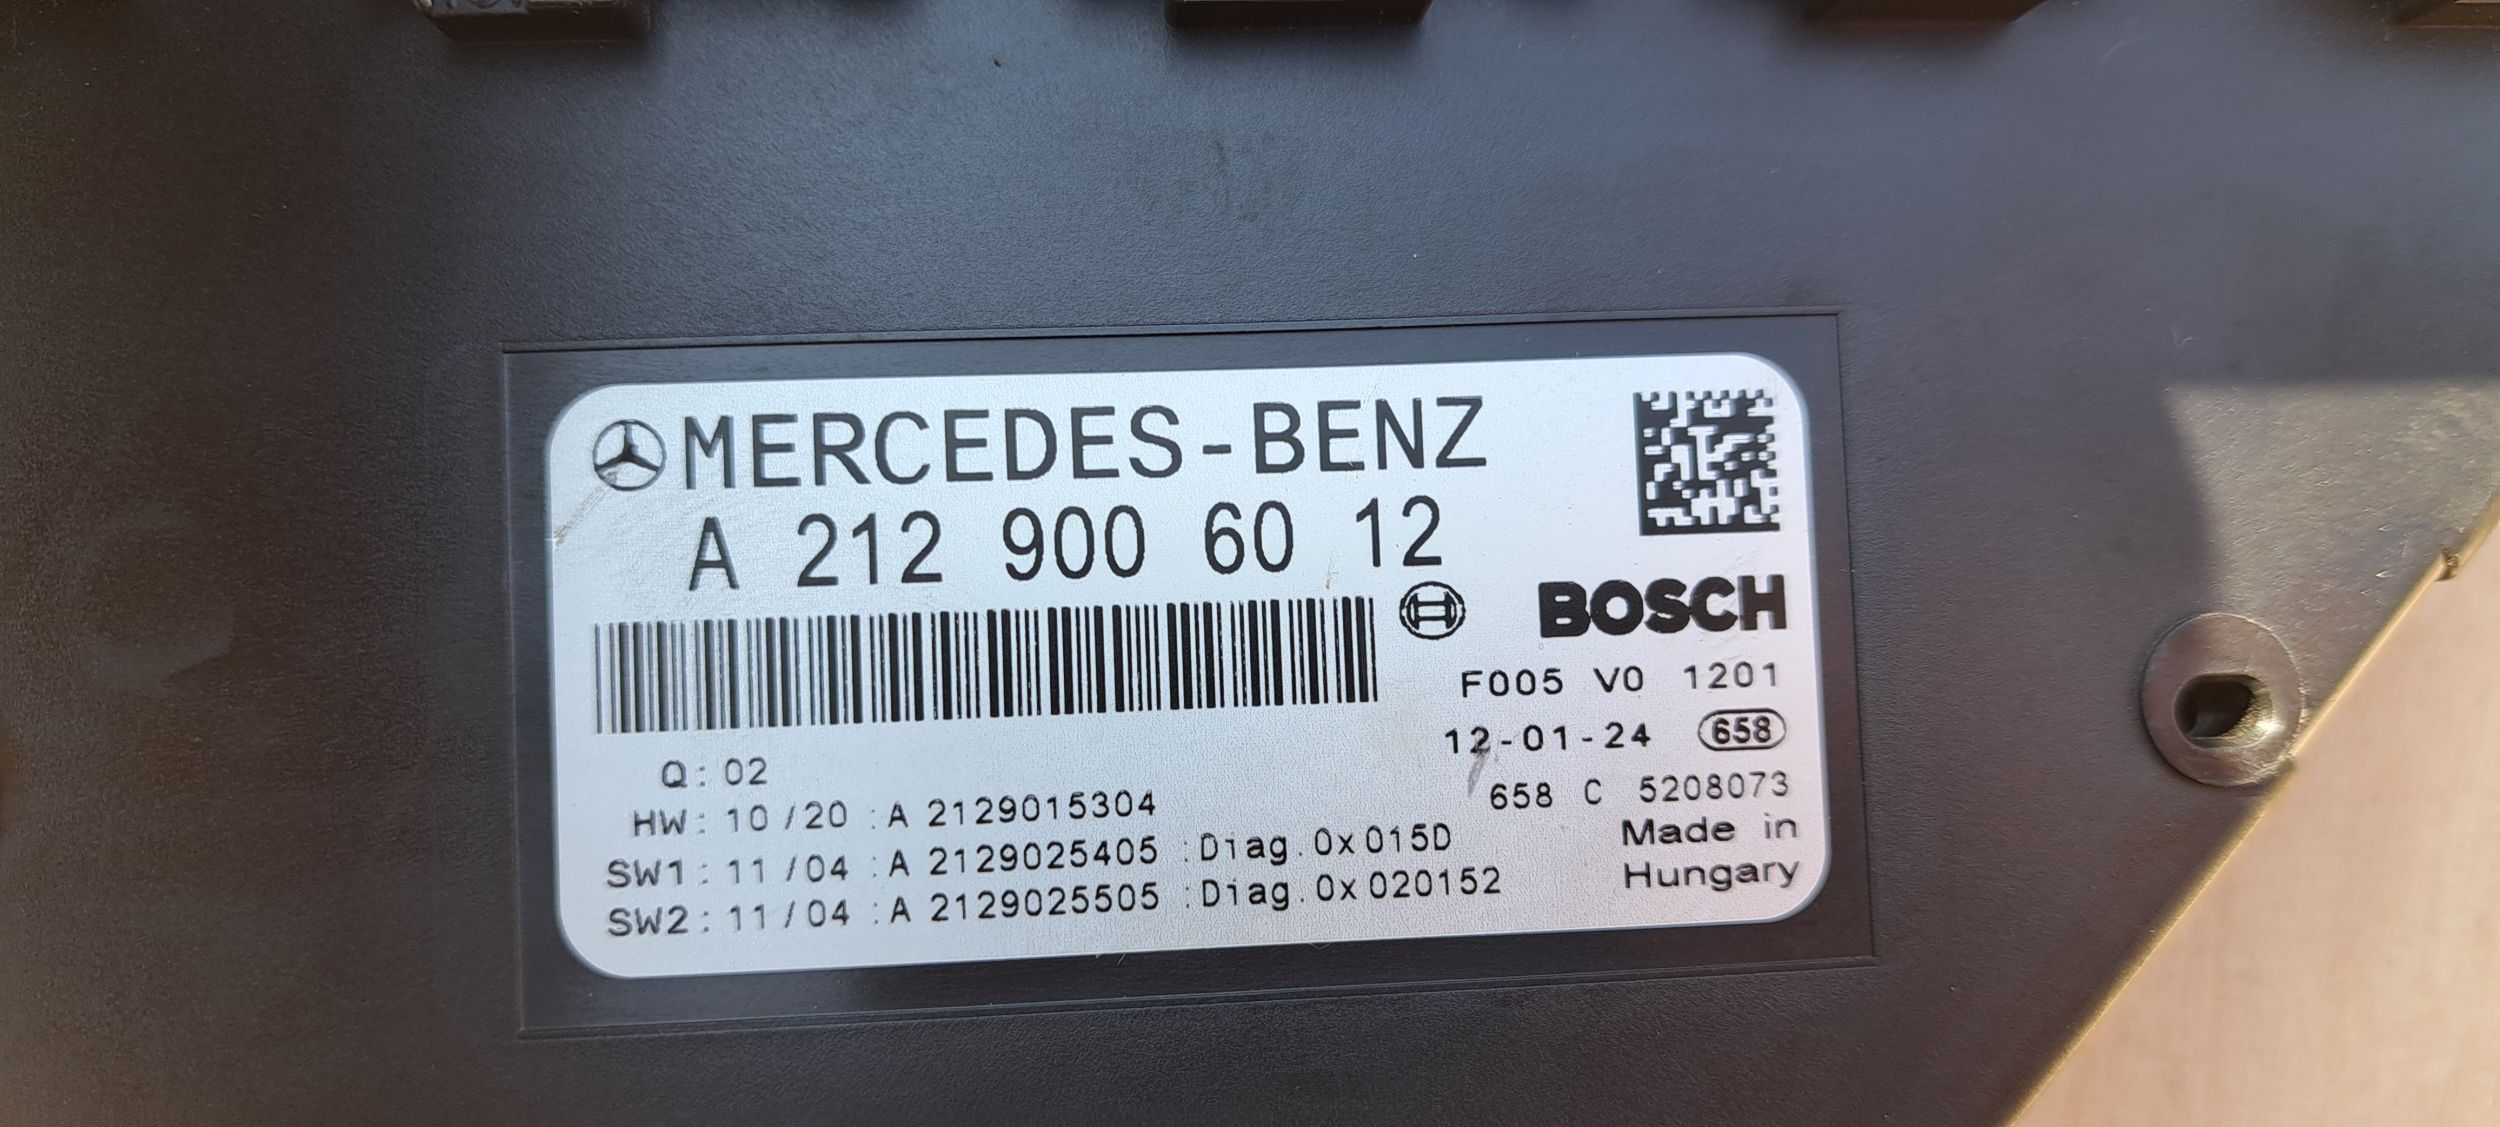 MERCEDES-BENZ
A 212 900 60 12
BOSCH
F005 V0 1201
12-01-24 658
Q: 02
658 C 5208073
HW: 10/20 :A 2129015304
Made in
SW1: 11/04 :A 2129025405 :Diag.0x015D
Hungary
SW2: 11/04 :A 2129025505 :Diag.0x020152